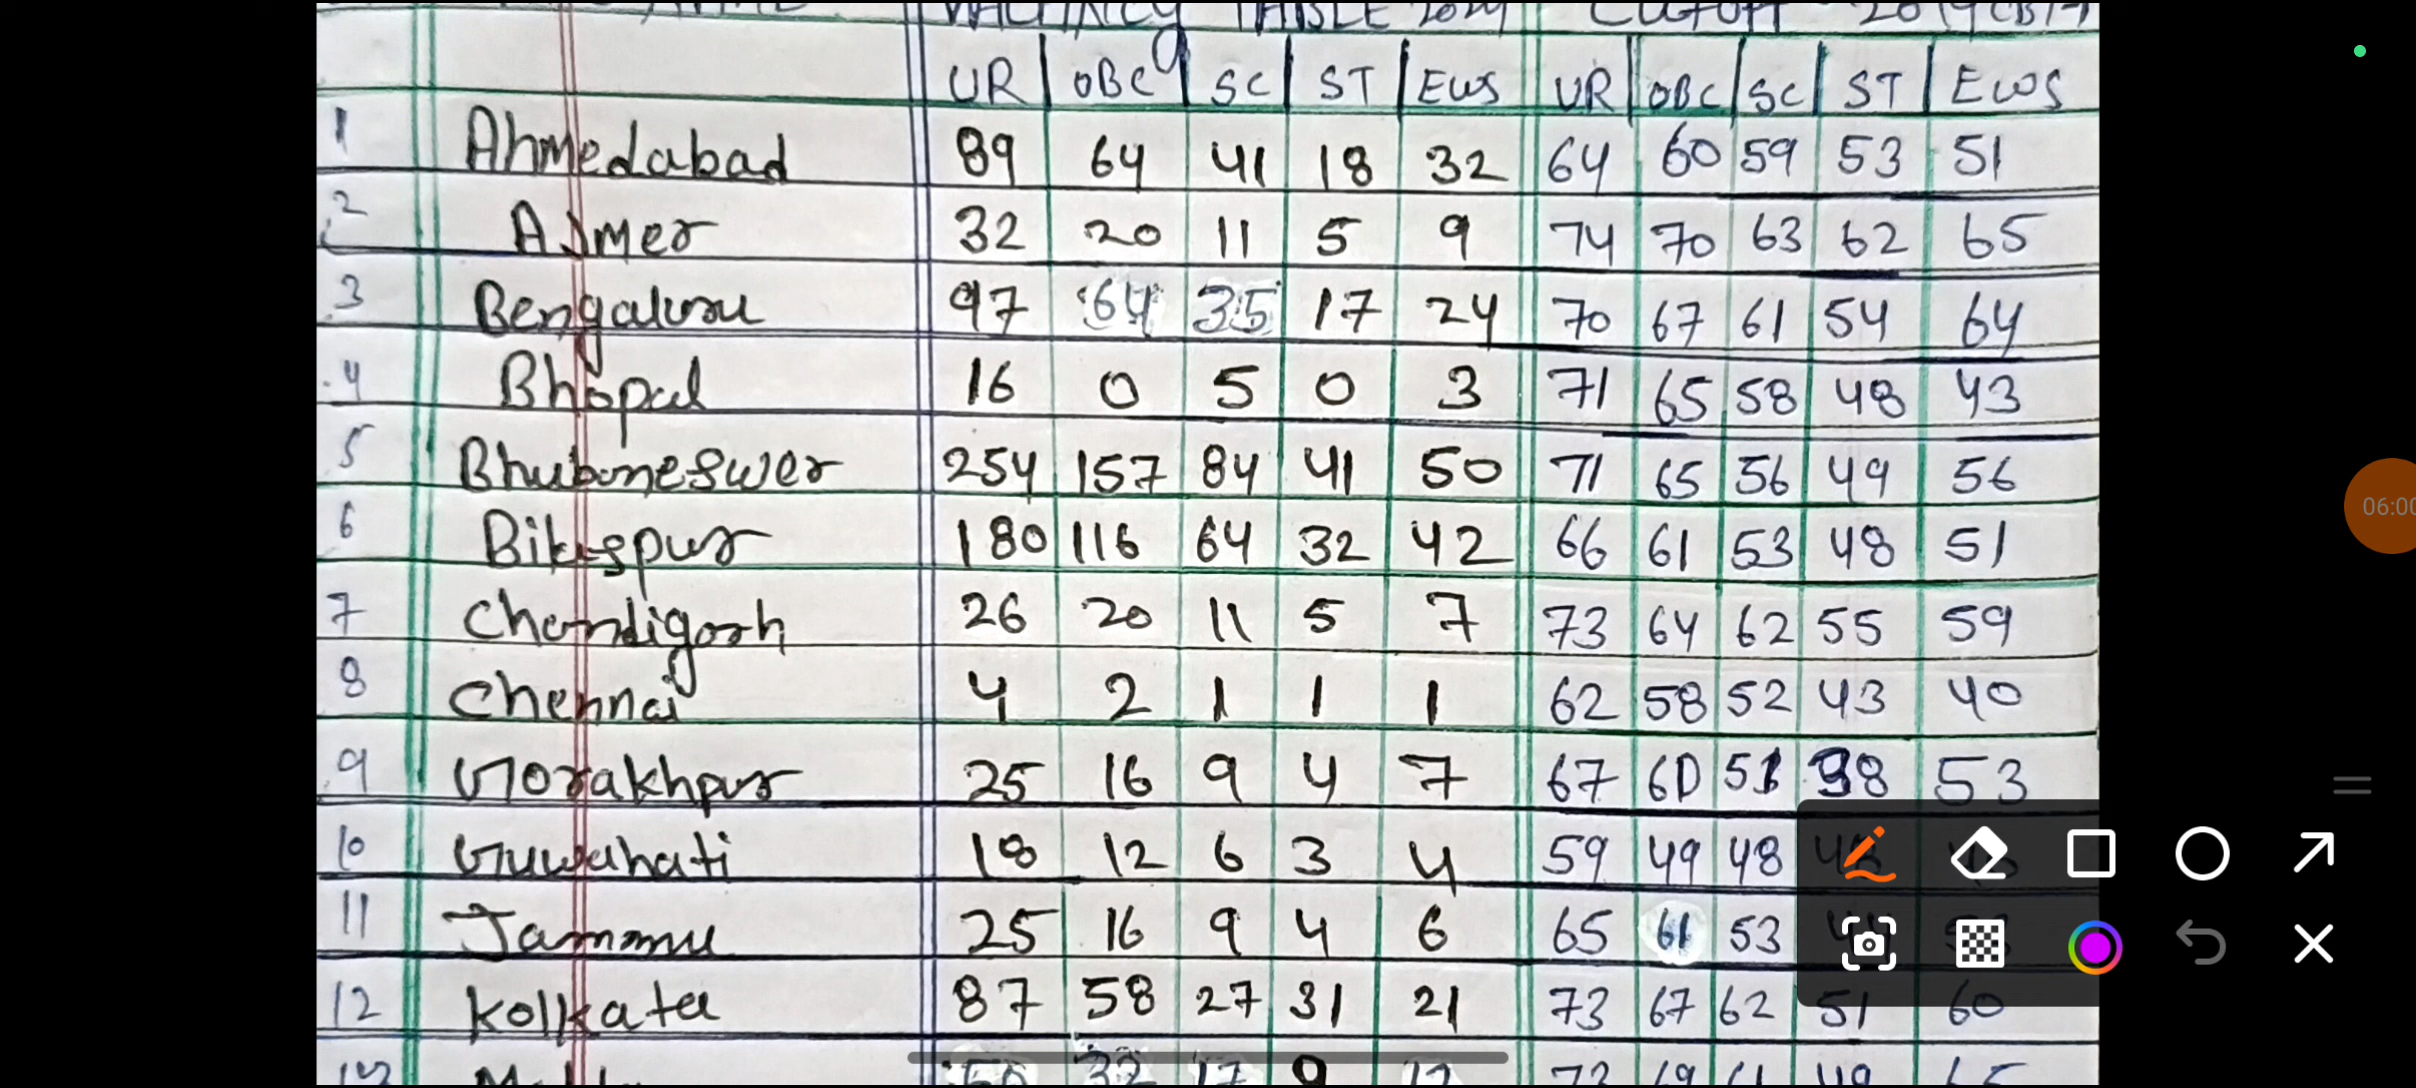 VACANCY TABLE 2024 CUTOFF
UR OBC SC ST EWS UR OBC SC ST EWS
1 Ahmedabad 89 64 41 18 32 64 60 59 53 51
2 Ajmer 32 20 11 5 9 74 70 63 62 65
3 Bengaluru 97 64 35 17 24 70 67 61 54 64
4 Bhopal 16 0 5 0 3 71 65 58 48 43
5 Bhubneswer 254 157 84 41 50 71 65 56 49 56
6 180 116 64 32 42 66 61 53 48 51
7 Chandigarh 26 20 11 5 7 73 64 62 55 59
8 Chennai 4 2 1 1 1 62 58 52 43 40
9 Gorakhpur 25 16 9 4 7 67 60 51 38 53
10 Guwahati 18 12 6 3 4 59 49 48
11 Jammu 25 16 9 4 6 65 61 53
12 Kolkata 87 58 27 31 21 73 67 62 51 60
06:00